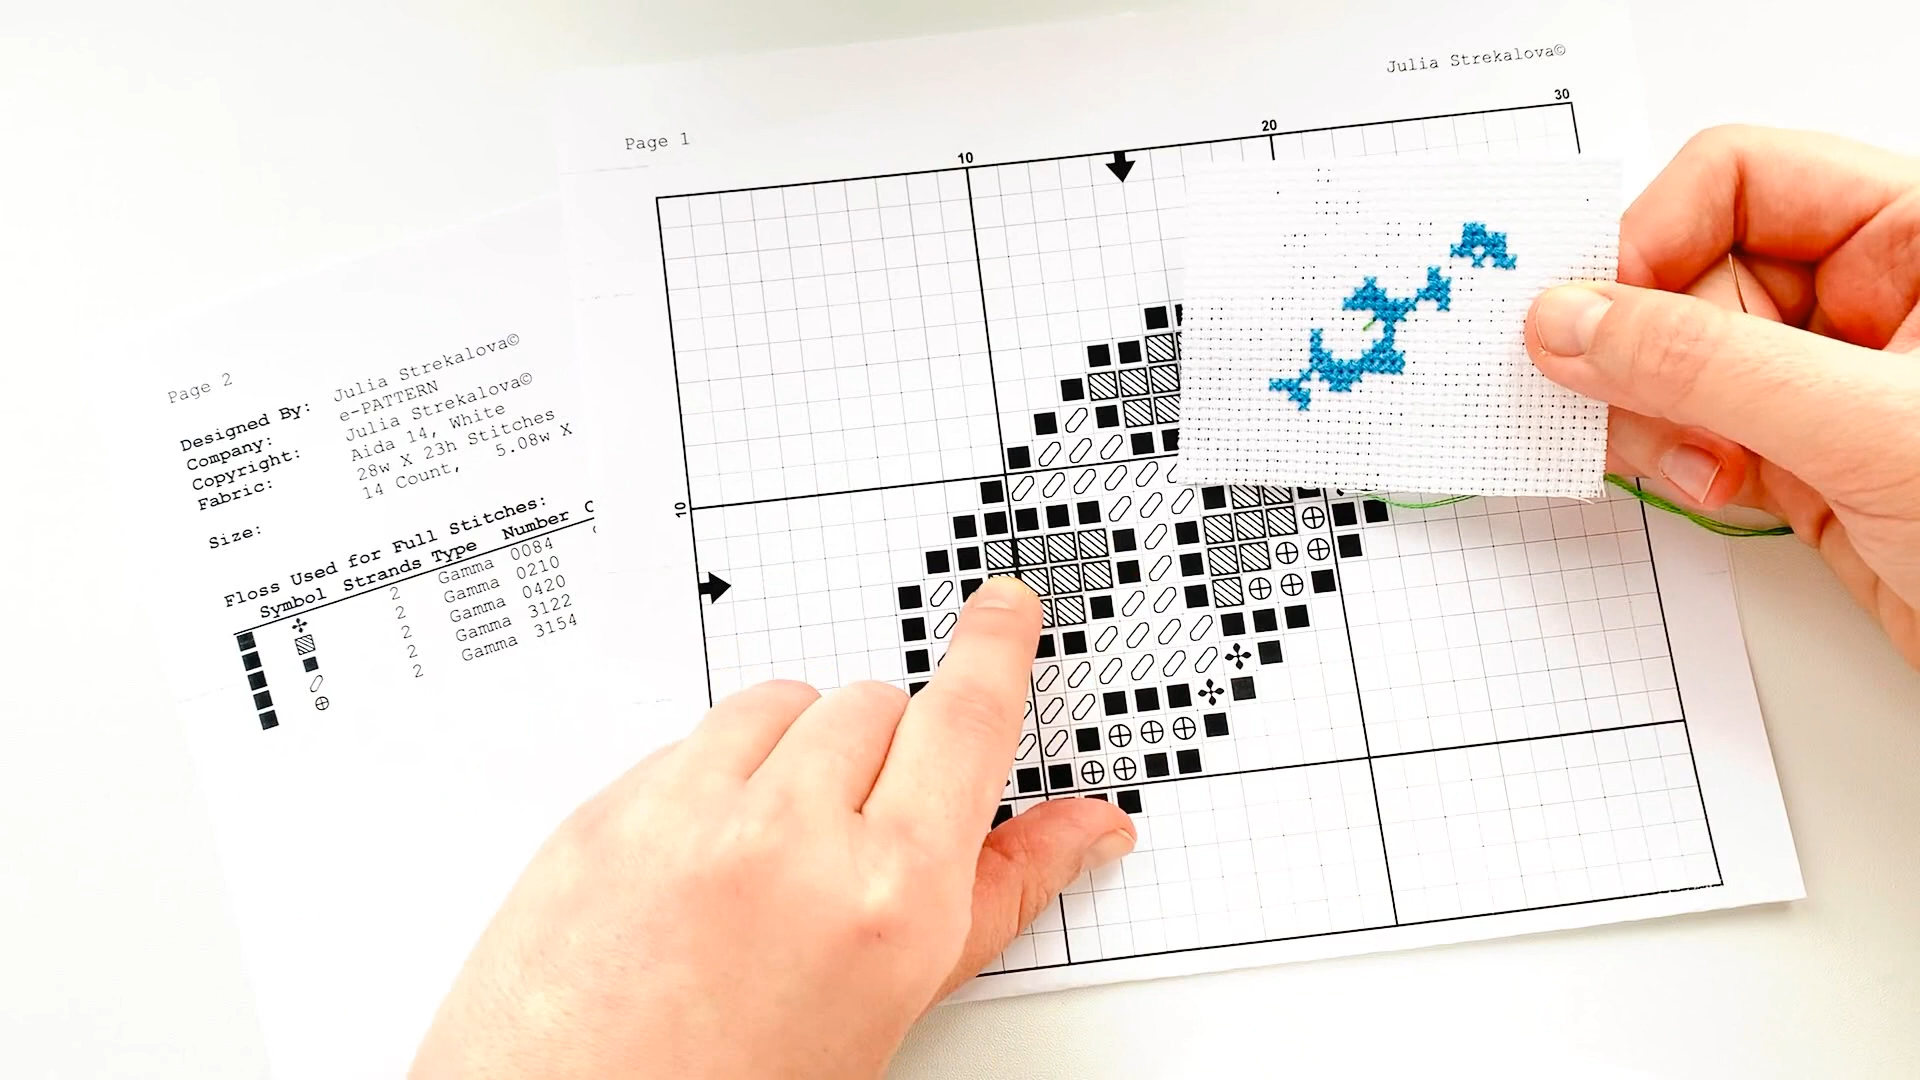 Julia Strekalova©
Page 1
10
20
30
10
Page 2
Designed By: Julia Strekalova©
Company: e-PATTERN
Copyright: Julia Strekalova©
Fabric: Aida 14, White
28w X 23h Stitches
Size: 14 Count, 5.08w X
Floss Used for Full Stitches:
Symbol Strands Type Number
2 Gamma 0084
2 Gamma 0210
2 Gamma 0420
2 Gamma 3122
2 Gamma 3154